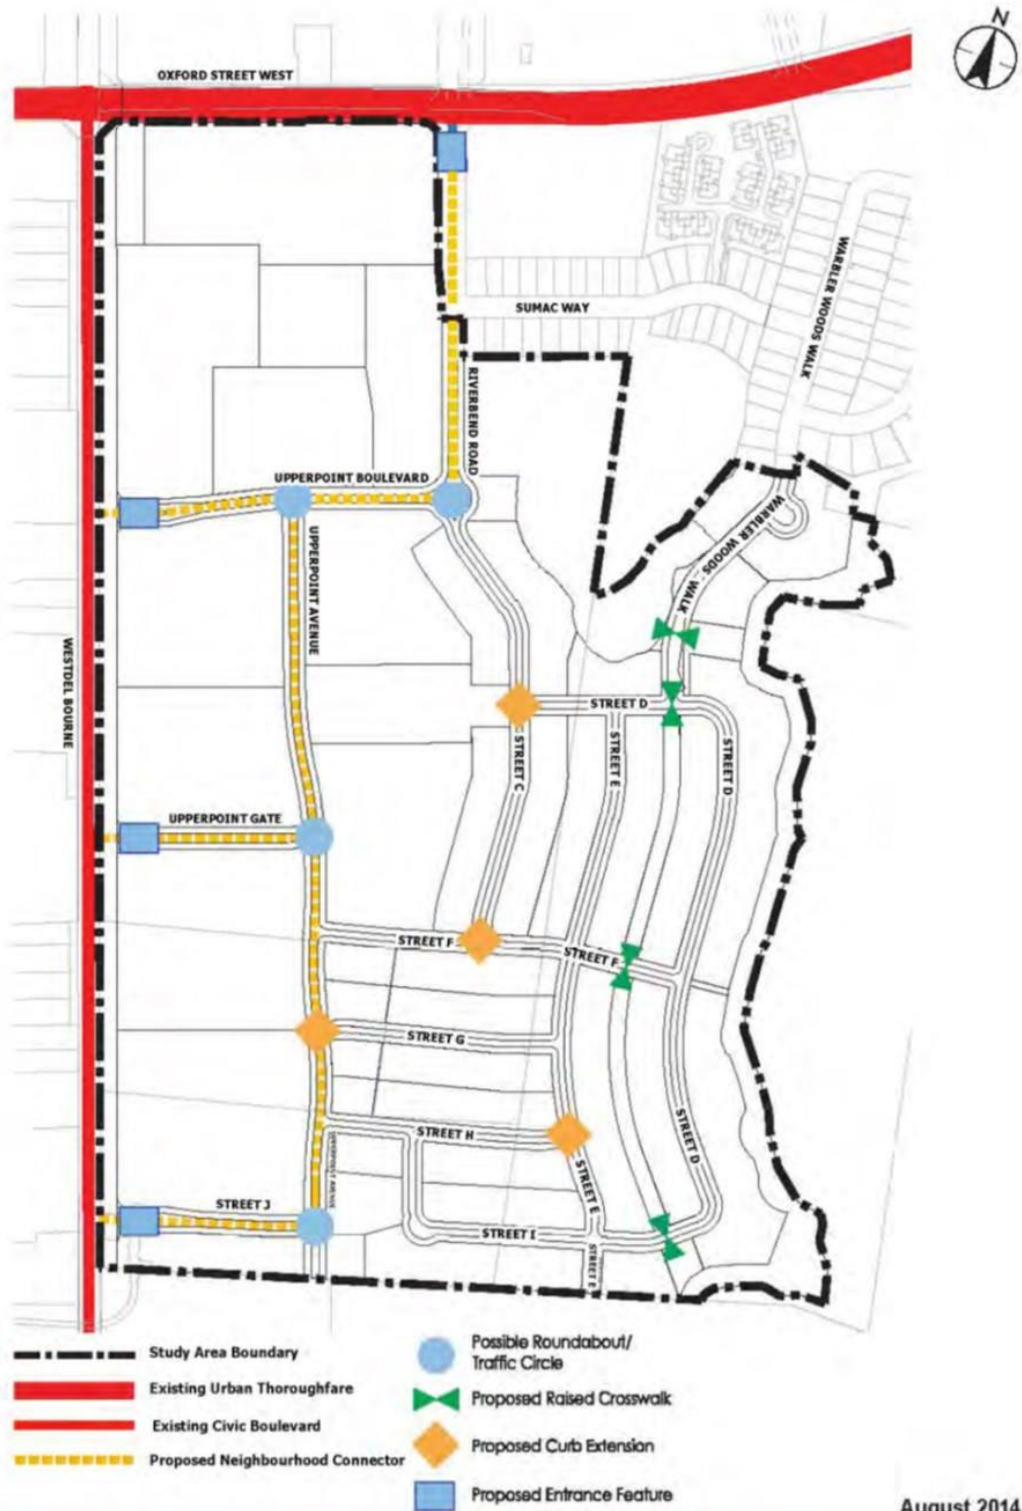 N
OXFORD STREET WEST
WARBLER WOODS WALK
SUMAC WAY
RIVERBEND ROAD
UPPERPOINT BOULEVARD
WARBLER WOODS - WALK
UPPERPOINT AVENUE
WESTDEL BOURNE
STREET D
STREET C
STREET E
STREET D
UPPERPOINT GATE
STREET F
STREET F
STREET G
STREET H
STREET D
UPPERPOINT AVENUE
STREET E
STREET J
STREET I
STREET E
Study Area Boundary
Existing Urban Thoroughfare
Existing Civic Boulevard
Proposed Neighbourhood Connector
Possible Roundabout/
Traffic Circle
Proposed Raised Crosswalk
Proposed Curb Extension
Proposed Entrance Feature
August 2014